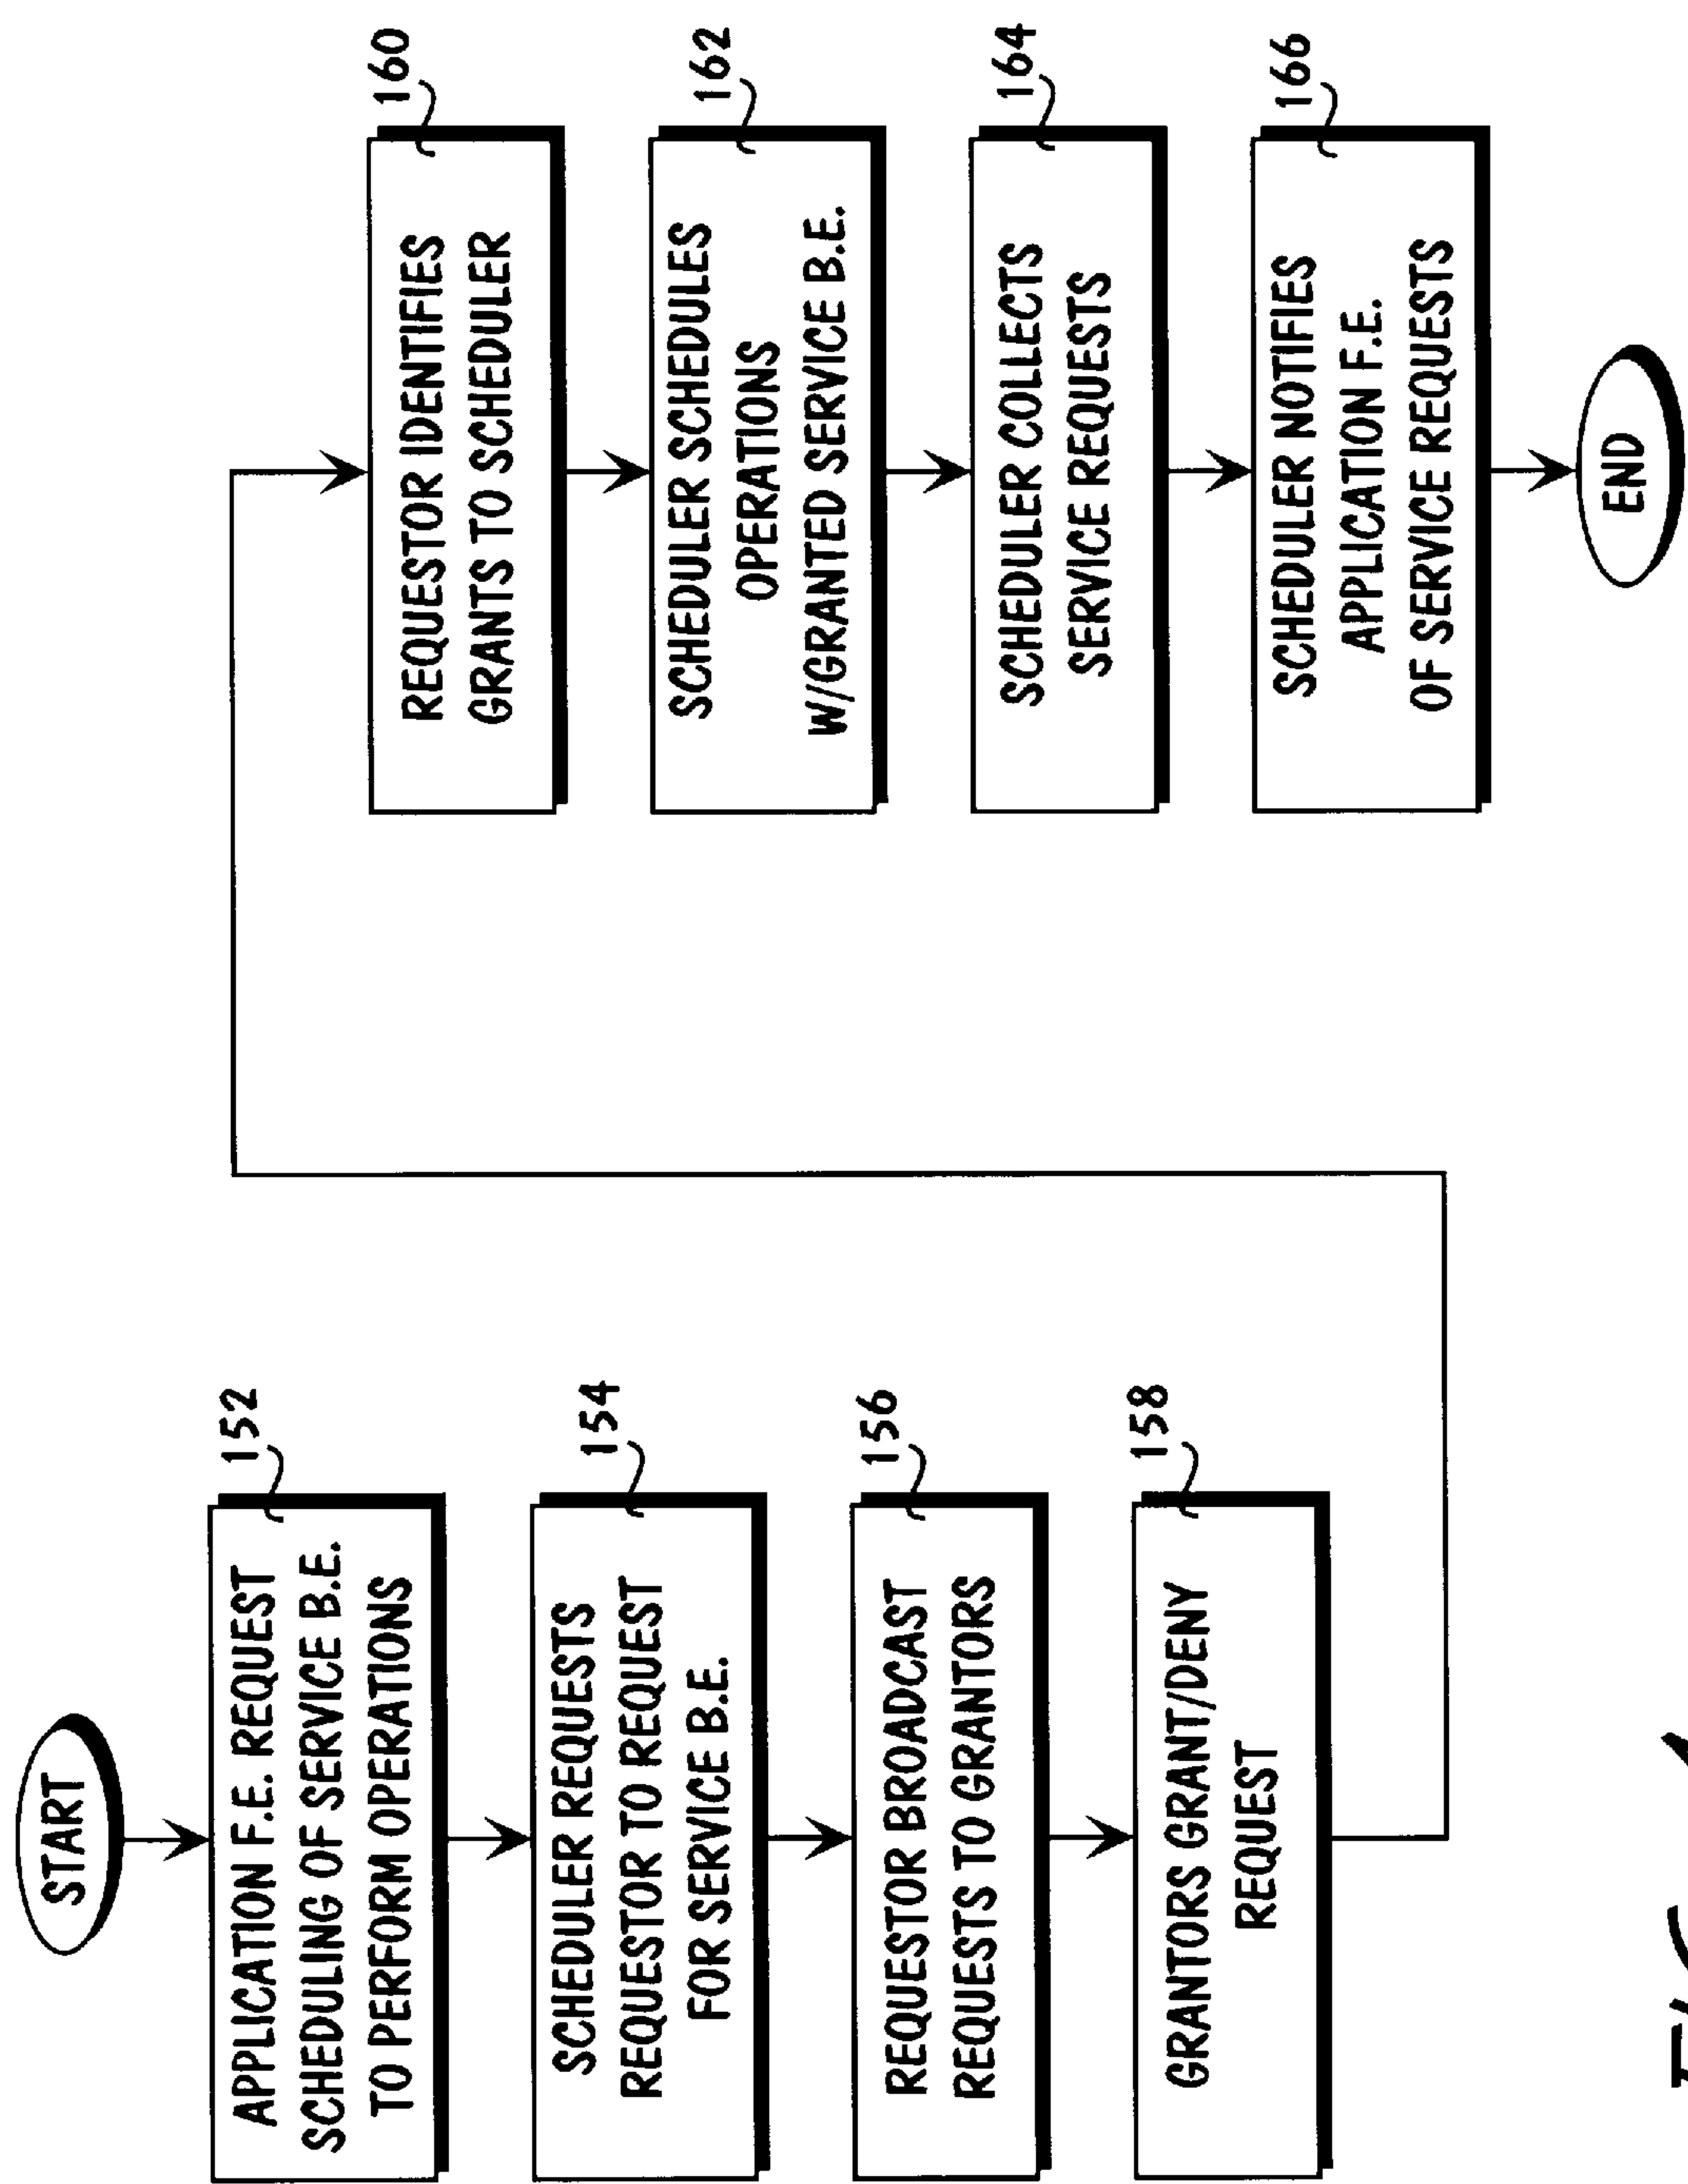 START
152
APPLICATION F.E. REQUEST
SCHEDULING OF SERVICE B.E.
TO PERFORM OPERATIONS
154
SCHEDULER REQUESTS
REQUESTOR TO REQUEST
FOR SERVICE B.E.
156
REQUESTOR BROADCAST
REQUESTS TO GRANTORS
158
GRANTORS GRANT/DENY
REQUEST
160
REQUESTOR IDENTIFIES
GRANTS TO SCHEDULER
162
SCHEDULER SCHEDULES
OPERATIONS
W/GRANTED SERVICE B.E.
164
SCHEDULER COLLECTS
SERVICE REQUESTS
166
SCHEDULER NOTIFIES
APPLICATION F.E.
OF SERVICE REQUESTS
END